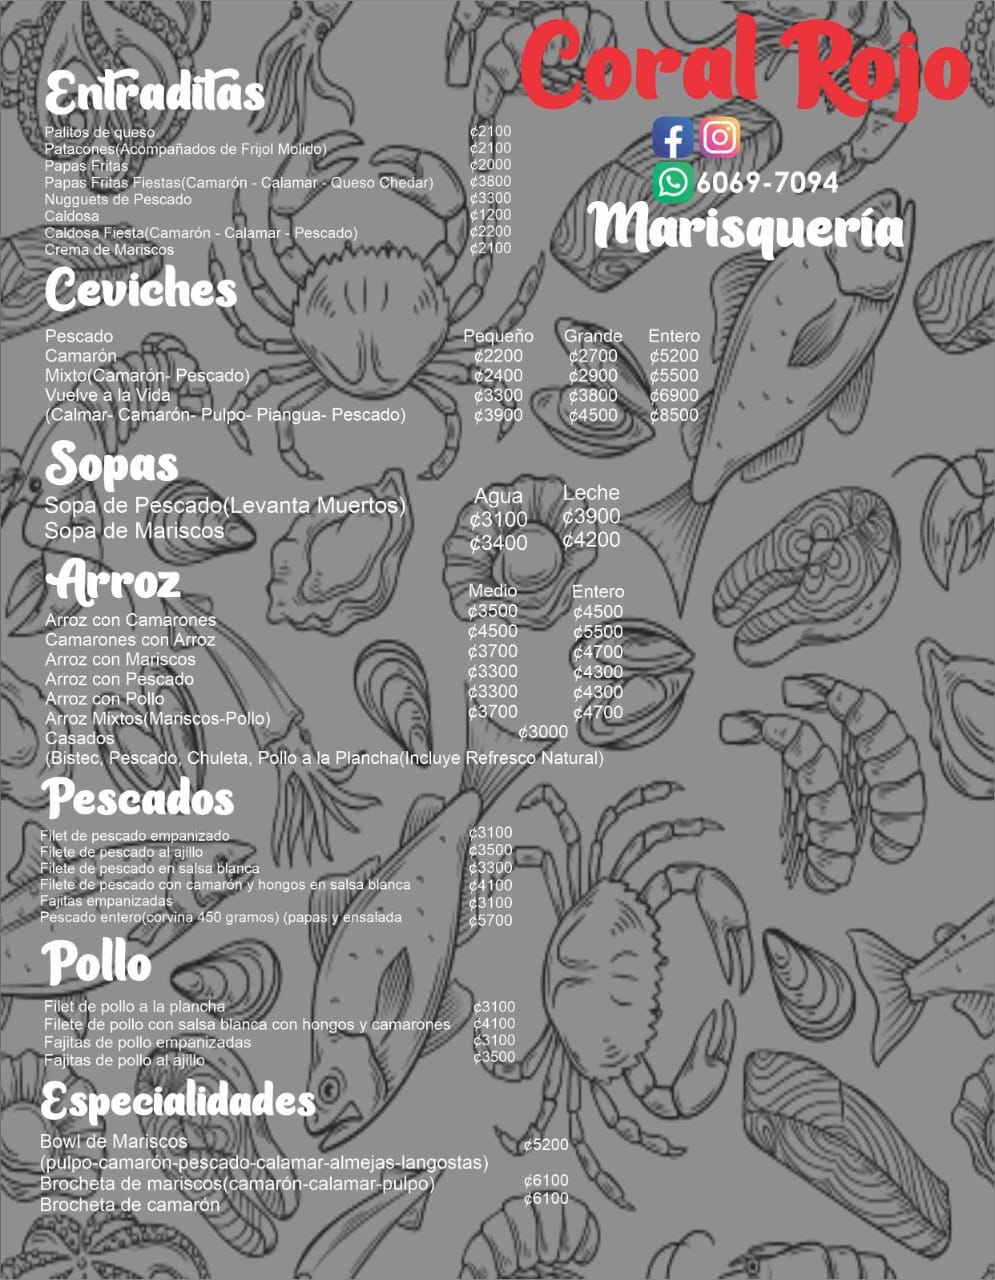 Coral Rojo
6069-7094
Marisquería
Entraditas
Palitos de queso ¢2100
Patacones(Acompañados de Frijol Molido) ¢2100
Papas Fritas ¢2000
Papas Fritas Fiestas(Camarón - Calamar - Queso Chedar) ¢3800
Nugguets de Pescado ¢3300
Caldosa ¢1200
Caldosa Fiesta(Camarón - Calamar - Pescado) ¢2200
Crema de Mariscos ¢2100
Ceviches
Pescado Pequeño Grande Entero
Camarón ¢2200 ¢2700 ¢5200
Mixto(Camarón- Pescado) ¢2400 ¢2900 ¢5500
Vuelve a la Vida ¢3300 ¢3800 ¢6900
(Calmar- Camarón- Pulpo- Piangua- Pescado) ¢3900 ¢4500 ¢8500
Sopas
Agua Leche
Sopa de Pescado(Levanta Muertos) ¢3100 ¢3900
Sopa de Mariscos ¢3400 ¢4200
Arroz
Medio Entero
Arroz con Camarones ¢3500 ¢4500
Camarones con Arroz ¢4500 ¢5500
Arroz con Mariscos ¢3700 ¢4700
Arroz con Pescado ¢3300 ¢4300
Arroz con Pollo ¢3300 ¢4300
Arroz Mixtos(Mariscos-Pollo) ¢3700 ¢4700
Casados ¢3000
(Bistec, Pescado, Chuleta, Pollo a la Plancha(Incluye Refresco Natural)
Pescados
Filet de pescado empanizado ¢3100
Filete de pescado al ajillo ¢3500
Filete de pescado en salsa blanca ¢3300
Filete de pescado con camarón y hongos en salsa blanca ¢4100
Fajitas empanizadas ¢3100
Pescado entero(corvina 450 gramos) (papas y ensalada ¢5700
Pollo
Filet de pollo a la plancha ¢3100
Filete de pollo con salsa blanca con hongos y camarones ¢4100
Fajitas de pollo empanizadas ¢3100
Fajitas de pollo al ajillo ¢3500
Especialidades
Bowl de Mariscos ¢5200
(pulpo-camarón-pescado-calamar-almejas-langostas)
Brocheta de mariscos(camarón-calamar-pulpo) ¢6100
Brocheta de camarón ¢6100